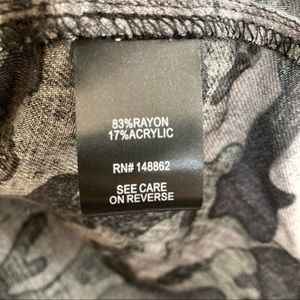 83%RAYON
17%ACRYLIC
RN# 148862
SEE CARE
ON REVERSE